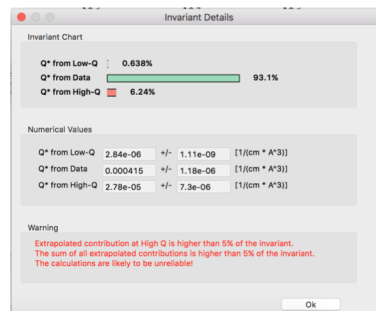 Invariant Details
Invariant Chart
Q* from Low-Q 0.638%
Q* from Data 93.1%
Q* from High-Q 6.24%
Numerical Values
Q* from Low-Q 2.84e-06 +/- 1.11e-09 [1/(cm * A^3)]
Q* from Data 0.000415 +/- 1.18e-06 [1/(cm * A^3)]
Q* from High-Q 2.78e-05 +/- 7.3e-06 [1/(cm * A^3)]
Warning
Extrapolated contribution at High Q is higher than 5% of the invariant.
The sum of all extrapolated contributions is higher than 5% of the invariant.
The calculations are likely to be unreliable!
Ok